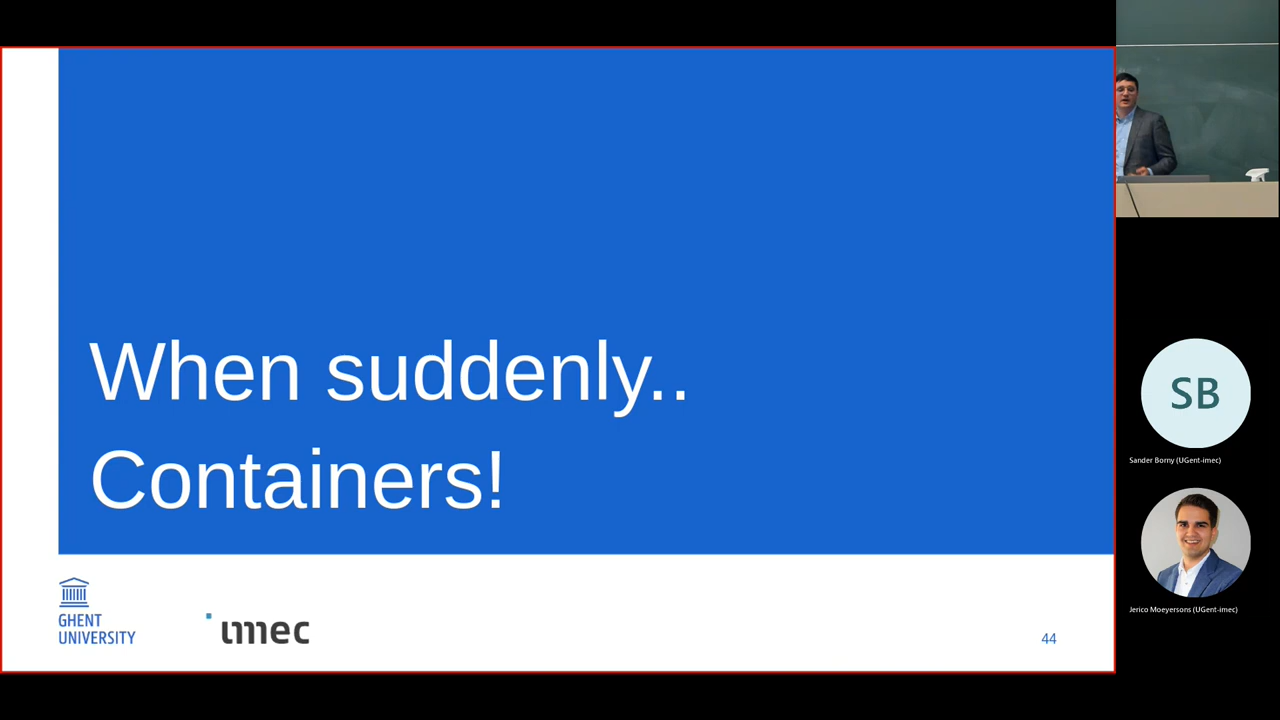 When suddenly..
Containers!
GHENT
UNIVERSITY
imec
44
SB
Sander Borny (UGent-imec)
Jerico Moeyersons (UGent-imec)